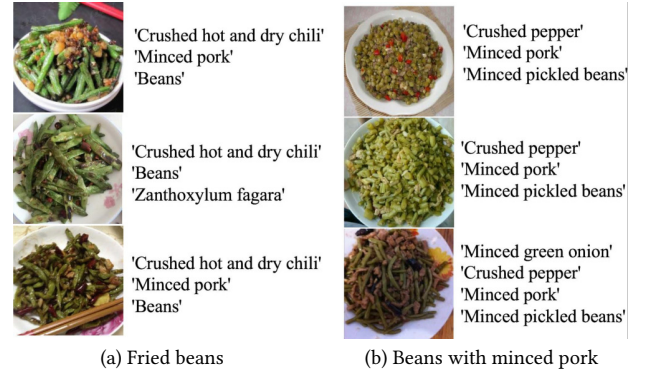 'Crushed hot and dry chili'
'Minced pork'
'Beans'
'Crushed hot and dry chili'
'Beans'
'Zanthoxylum fagara'
'Crushed hot and dry chili'
'Minced pork'
'Beans'
(a) Fried beans
'Crushed pepper'
'Minced pork'
'Minced pickled beans'
'Crushed pepper'
'Minced pork'
'Minced pickled beans'
'Minced green onion'
'Crushed pepper'
'Minced pork'
'Minced pickled beans'
(b) Beans with minced pork